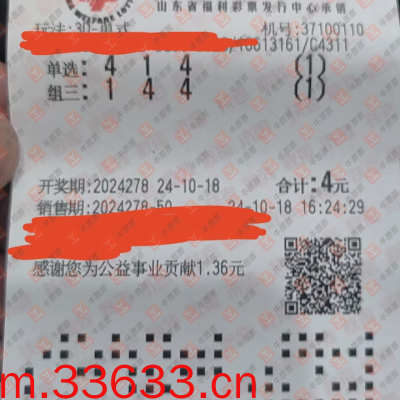 山东省福利彩票发行中心承销
玩法:3D-单式 机号:37100110
13161/C4311
单选: 4 1 4 (1)
组三: 1 4 4 (1)
开奖期:2024278 24-10-18 合计:4元
销售期:2024278-50 24-10-18 16:24:29
感谢您为公益事业贡献1.36元
m.33633.cn